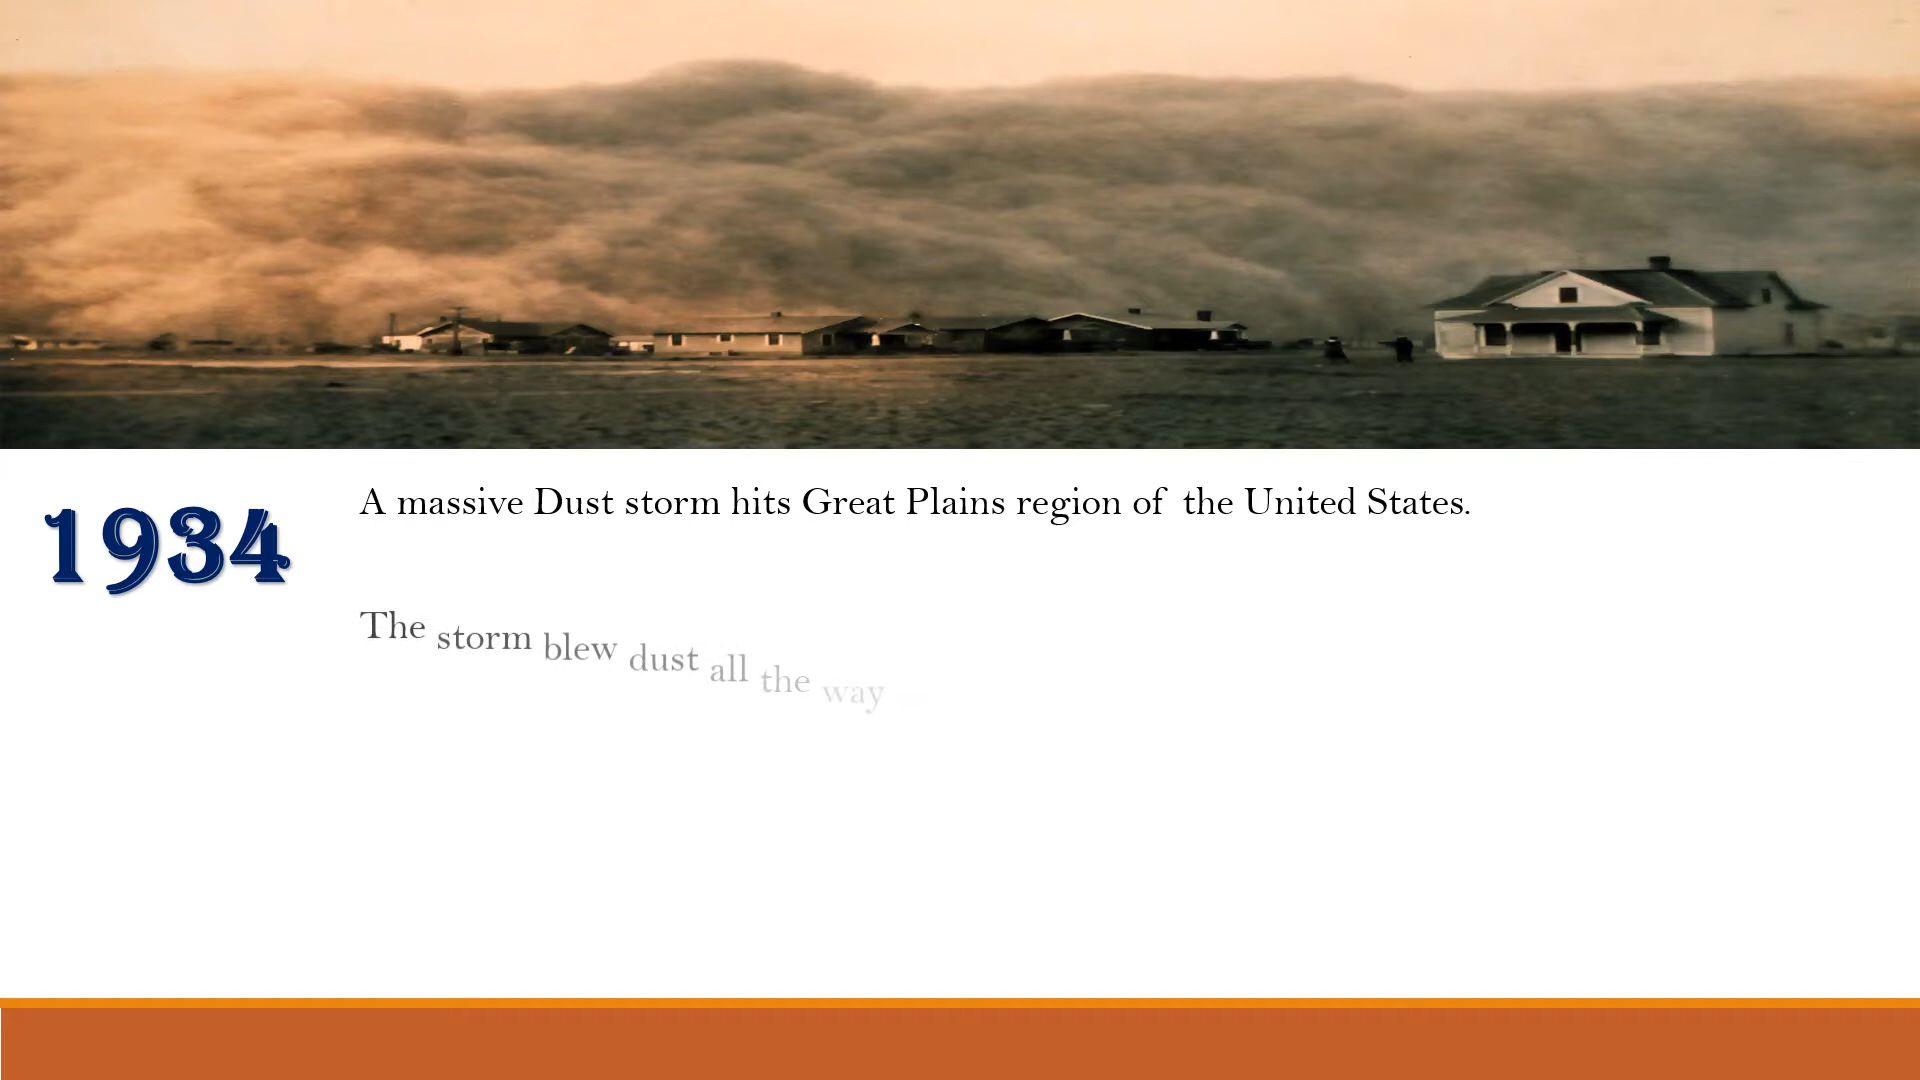 1934
A massive Dust storm hits Great Plains region of the United States.
The storm blew dust all the way